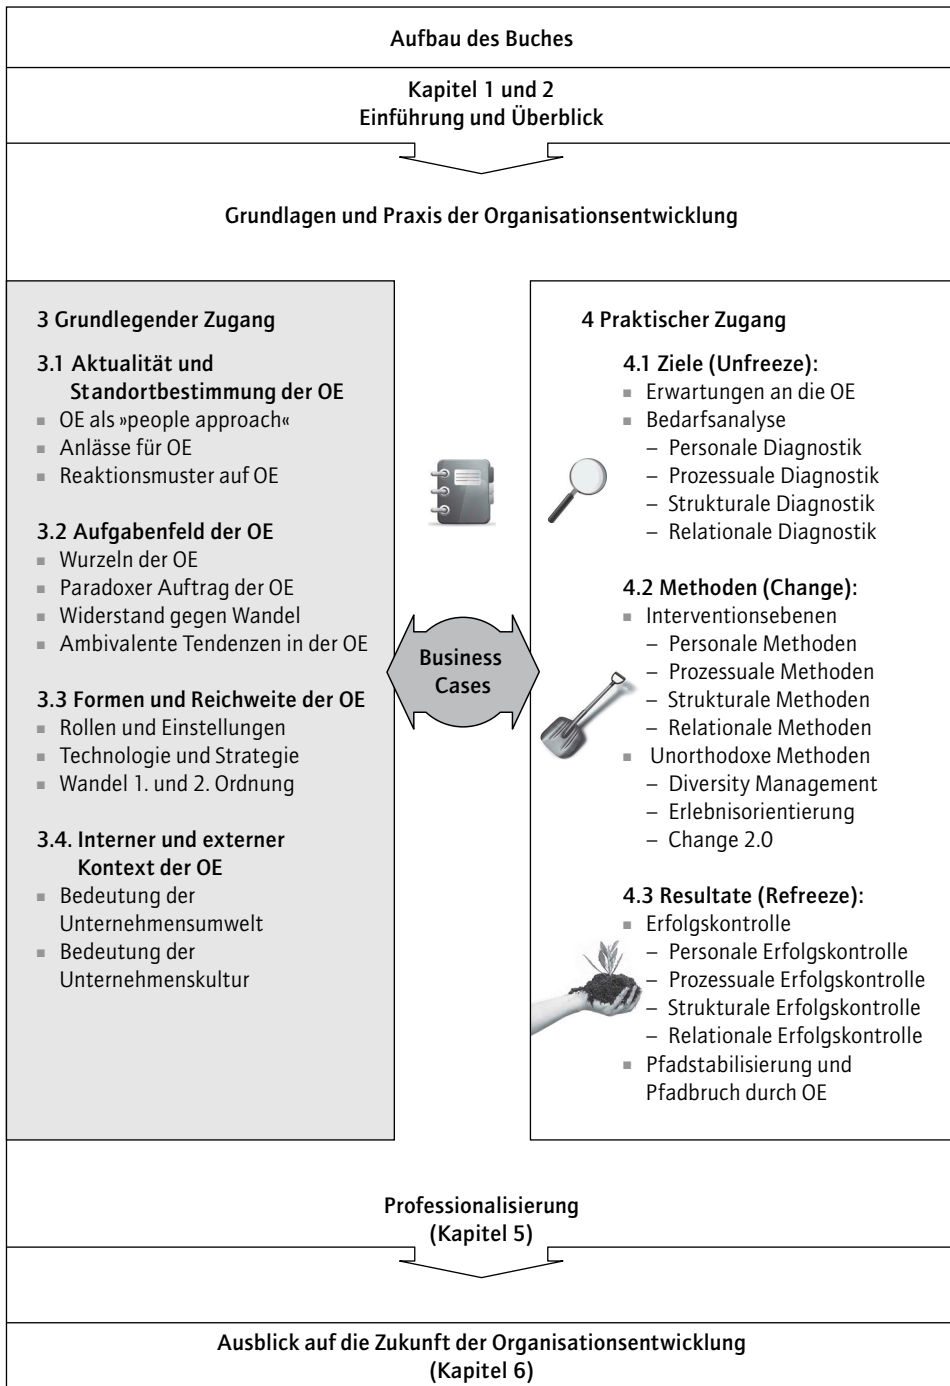 Aufbau des Buches
Kapitel 1 und 2
Einführung und Überblick
Grundlagen und Praxis der Organisationsentwicklung
3 Grundlegender Zugang
3.1 Aktualität und
Standortbestimmung der OE
▪ OE als »people approach«
▪ Anlässe für OE
▪ Reaktionsmuster auf OE
3.2 Aufgabenfeld der OE
▪ Wurzeln der OE
▪ Paradoxer Auftrag der OE
▪ Widerstand gegen Wandel
▪ Ambivalente Tendenzen in der OE
3.3 Formen und Reichweite der OE
▪ Rollen und Einstellungen
▪ Technologie und Strategie
▪ Wandel 1. und 2. Ordnung
3.4. Interner und externer
Kontext der OE
▪ Bedeutung der
Unternehmensumwelt
▪ Bedeutung der
Unternehmenskultur
Business
Cases
4 Praktischer Zugang
4.1 Ziele (Unfreeze):
▪ Erwartungen an die OE
▪ Bedarfsanalyse
– Personale Diagnostik
– Prozessuale Diagnostik
– Strukturale Diagnostik
– Relationale Diagnostik
4.2 Methoden (Change):
▪ Interventionsebenen
– Personale Methoden
– Prozessuale Methoden
– Strukturale Methoden
– Relationale Methoden
▪ Unorthodoxe Methoden
– Diversity Management
– Erlebnisorientierung
– Change 2.0
4.3 Resultate (Refreeze):
▪ Erfolgskontrolle
– Personale Erfolgskontrolle
– Prozessuale Erfolgskontrolle
– Strukturale Erfolgskontrolle
– Relationale Erfolgskontrolle
▪ Pfadstabilisierung und
Pfadbruch durch OE
Professionalisierung
(Kapitel 5)
Ausblick auf die Zukunft der Organisationsentwicklung
(Kapitel 6)